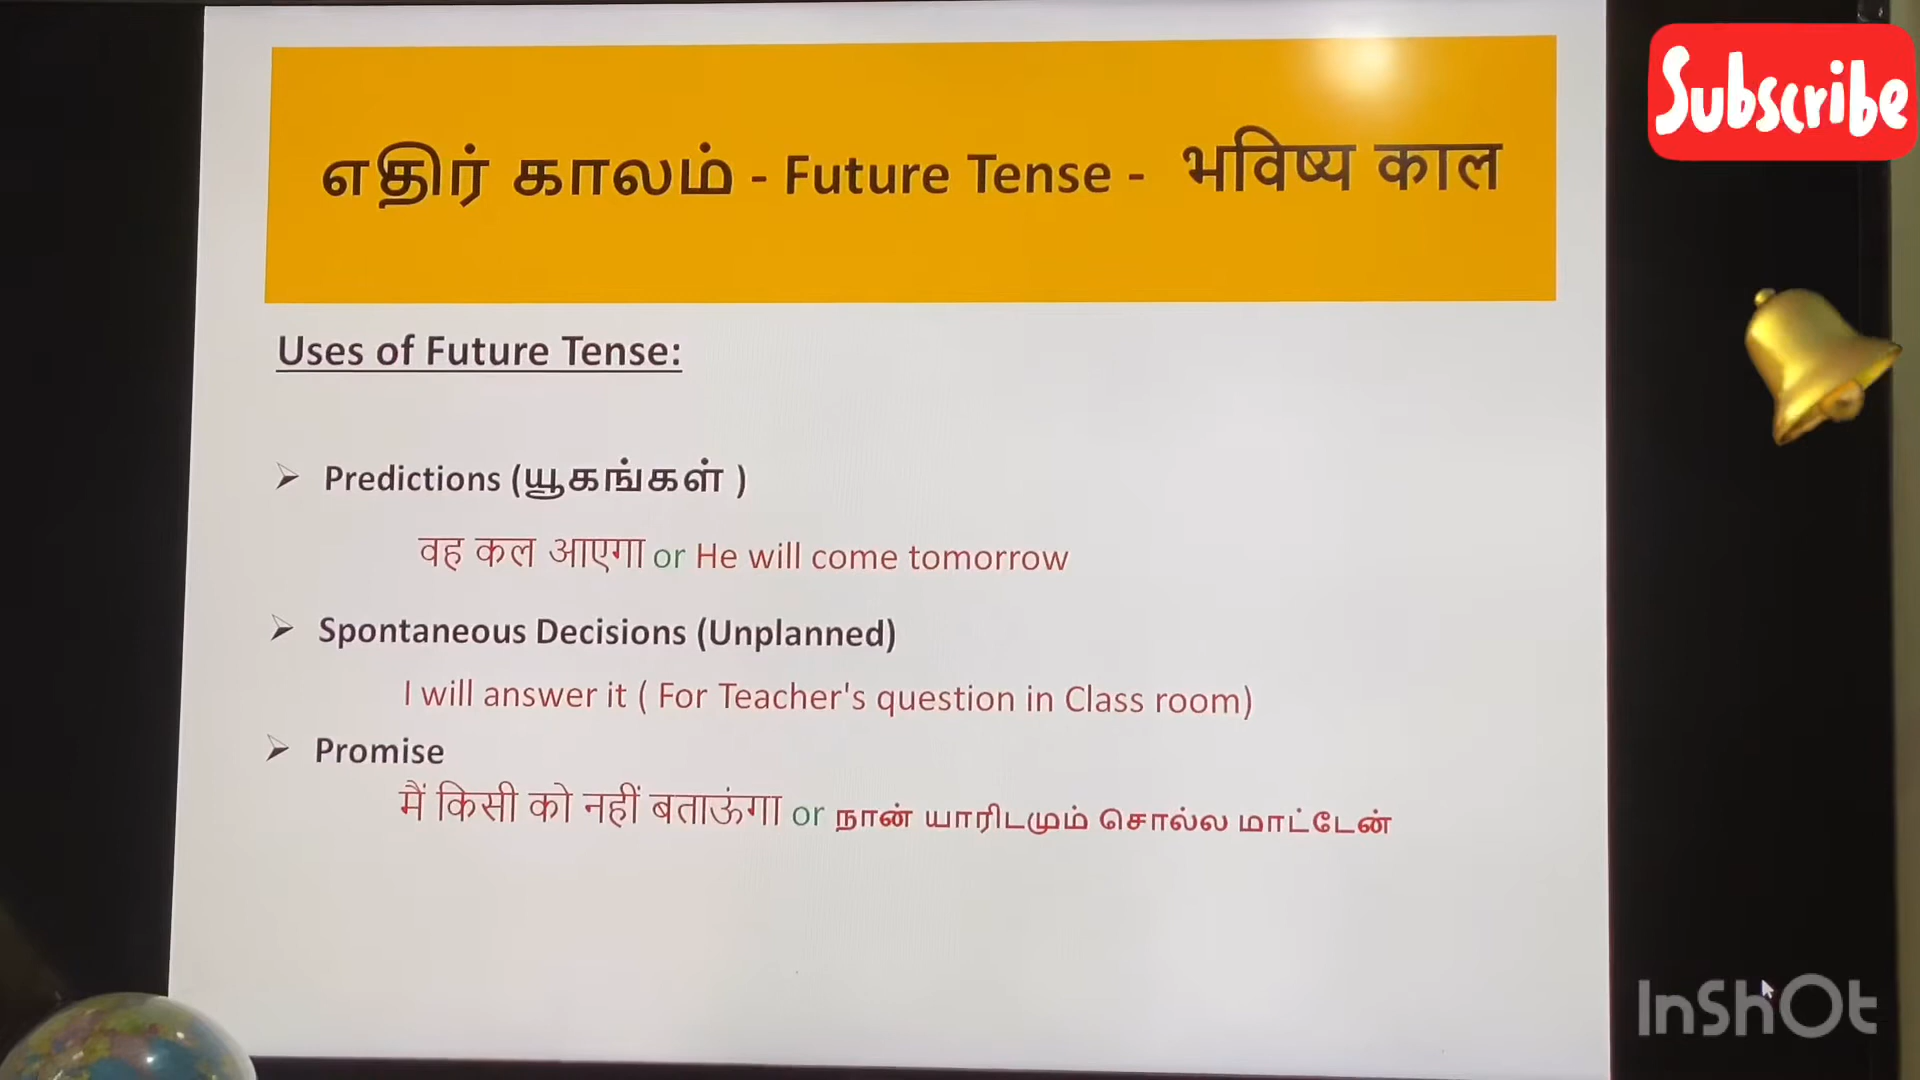 எதிர் காலம் - Future Tense - भविष्य काल
Subscribe
Uses of Future Tense:
➢ Predictions (யூகங்கள் )
वह कल आएगा or He will come tomorrow
➢ Spontaneous Decisions (Unplanned)
I will answer it ( For Teacher's question in Class room)
➢ Promise
मैं किसी को नहीं बताऊंगा or நான் யாரிடமும் சொல்ல மாட்டேன்
InShOt